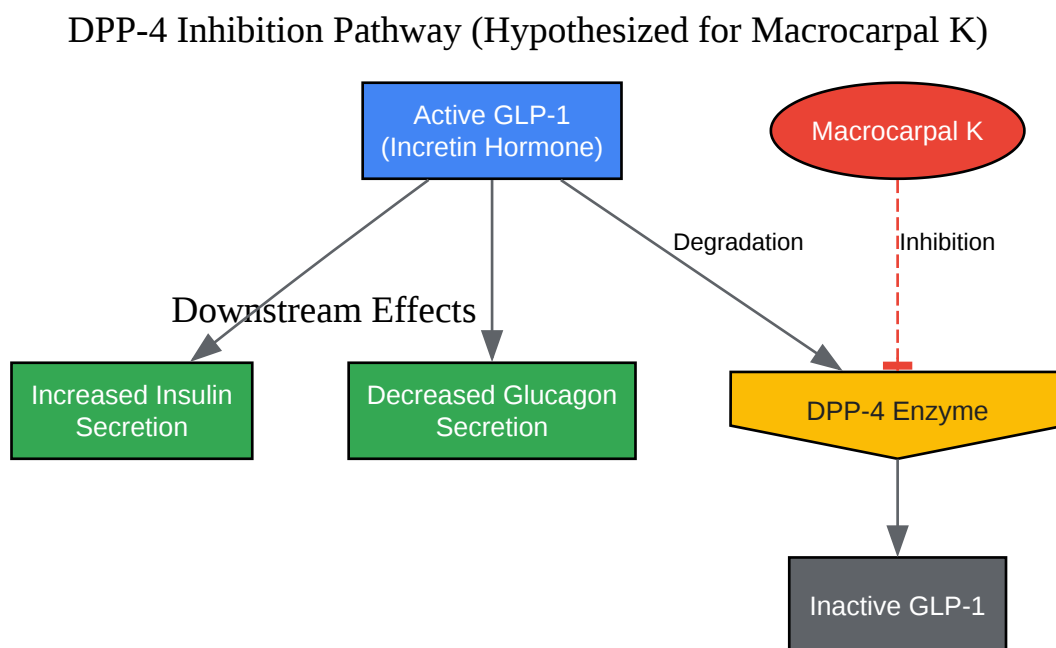 DPP-4 Inhibition Pathway (Hypothesized for Macrocarpal K)
Active GLP-1
(Incretin Hormone)
Macrocarpal K
Degradation
Inhibition
Downstream Effects
Increased Insulin
Secretion
Decreased Glucagon
Secretion
DPP-4 Enzyme
Inactive GLP-1